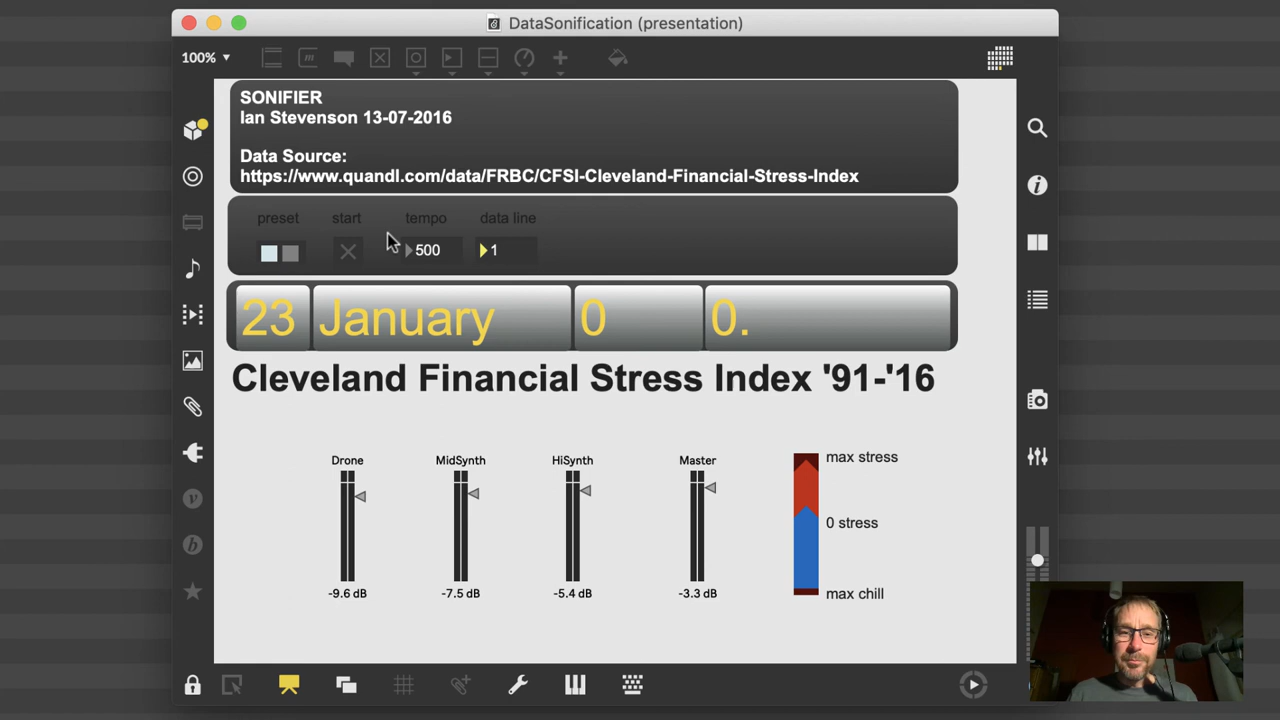 DataSonification (presentation)
100%
SONIFIER
Ian Stevenson 13-07-2016
Data Source:
https://www.quandl.com/data/FRBC/CFSI-Cleveland-Financial-Stress-Index
preset start tempo data line
500 1
23 January 0 0.
Cleveland Financial Stress Index '91-'16
Drone MidSynth HiSynth Master
max stress
0 stress
max chill
-9.6 dB -7.5 dB -5.4 dB -3.3 dB